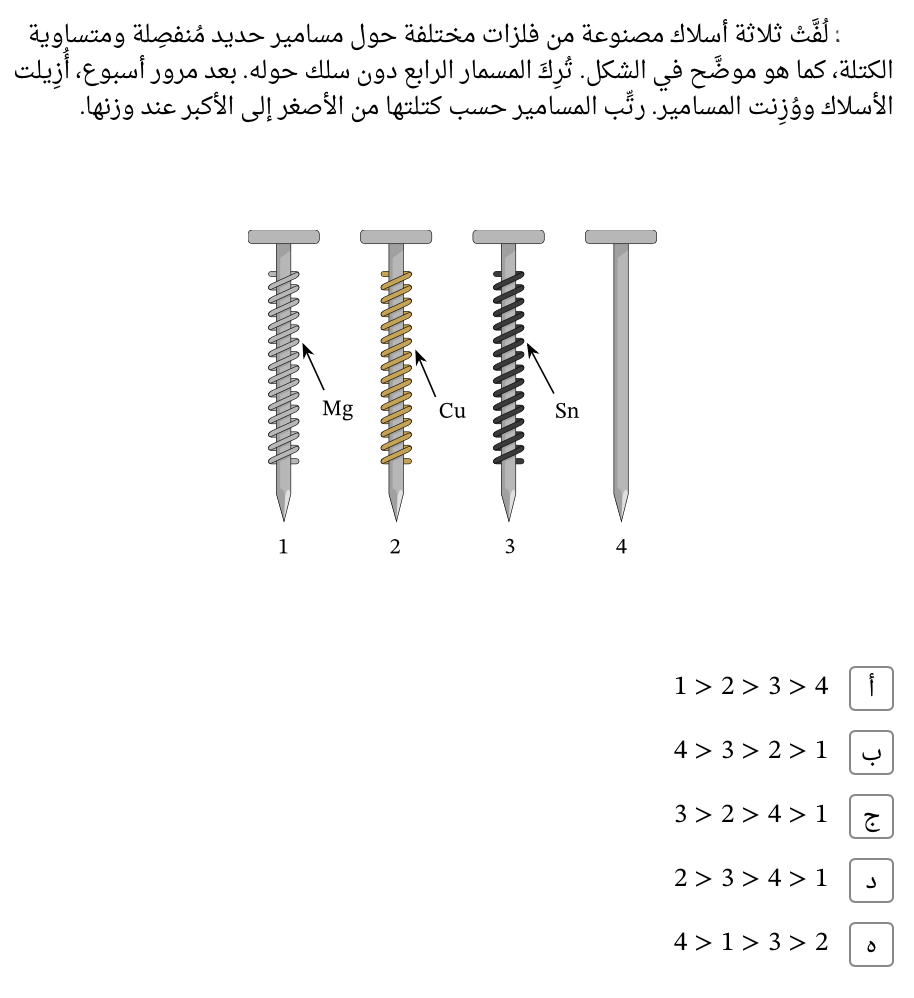 : لُفَّتْ ثلاثة أسلاك مصنوعة من فلزات مختلفة حول مسامير حديد مُنفصِلة ومتساوية
الكتلة، كما هو موضَّح في الشكل. تُرِكَ المسمار الرابع دون سلك حوله. بعد مرور أسبوع، أُزِيلت
الأسلاك ووُزِنت المسامير. رتِّب المسامير حسب كتلتها من الأصغر إلى الأكبر عند وزنها.
Mg Cu Sn
1 2 3 4
أ 1 > 2 > 3 > 4
ب 4 > 3 > 2 > 1
ج 3 > 2 > 4 > 1
د 2 > 3 > 4 > 1
ه 4 > 1 > 3 > 2